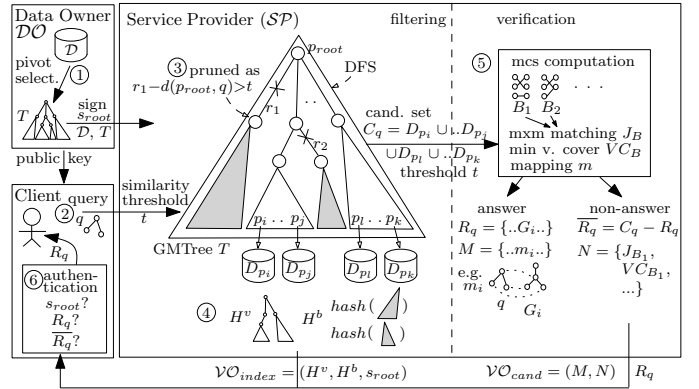 Data Owner
DO
D
pivot
select.
1
T
sign
s_root
D, T
public key
Client
query
2
q
similarity
threshold
t
R_q
6
authen-
tication
s_root?
R_q?
R̅_q̅?
Service Provider (SP)
filtering
verification
3
pruned as
r_1−d(p_root, q)>t
p_root
DFS
r_1
..
r_2
cand. set
C_q = D_{p_i} ∪ ..D_{p_j}
∪D_{p_l} ∪ ..D_{p_k}
threshold t
p_i .. p_j
p_l .. p_k
GMTree T
D_{p_i}
D_{p_j}
D_{p_l}
D_{p_k}
4
H^v
H^b
hash(
)
hash(
)
5
mcs computation
B_1
B_2
. . .
mxm matching J_B
min v. cover VC_B
mapping m
answer
R_q = {..G_i..}
M = {..m_i..}
e.g.
m_i
q
G_i
non-answer
R̅_q̅ = C_q − R_q
N = {J_{B_1},
VC_{B_1},
...}
VO_index = (H^v, H^b, s_root)
VO_cand = (M, N)
R_q